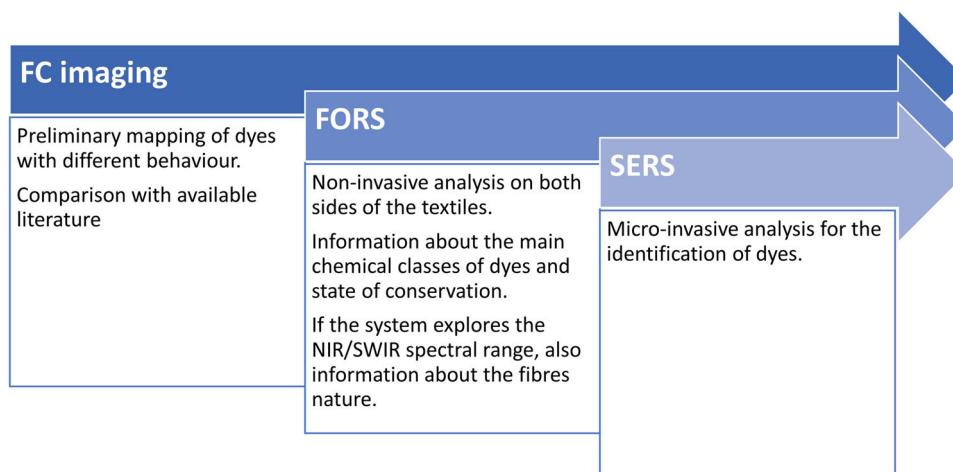 FC imaging
Preliminary mapping of dyes
with different behaviour.
Comparison with available
literature
FORS
Non-invasive analysis on both
sides of the textiles.
Information about the main
chemical classes of dyes and
state of conservation.
If the system explores the
NIR/SWIR spectral range, also
information about the fibres
nature.
SERS
Micro-invasive analysis for the
identification of dyes.